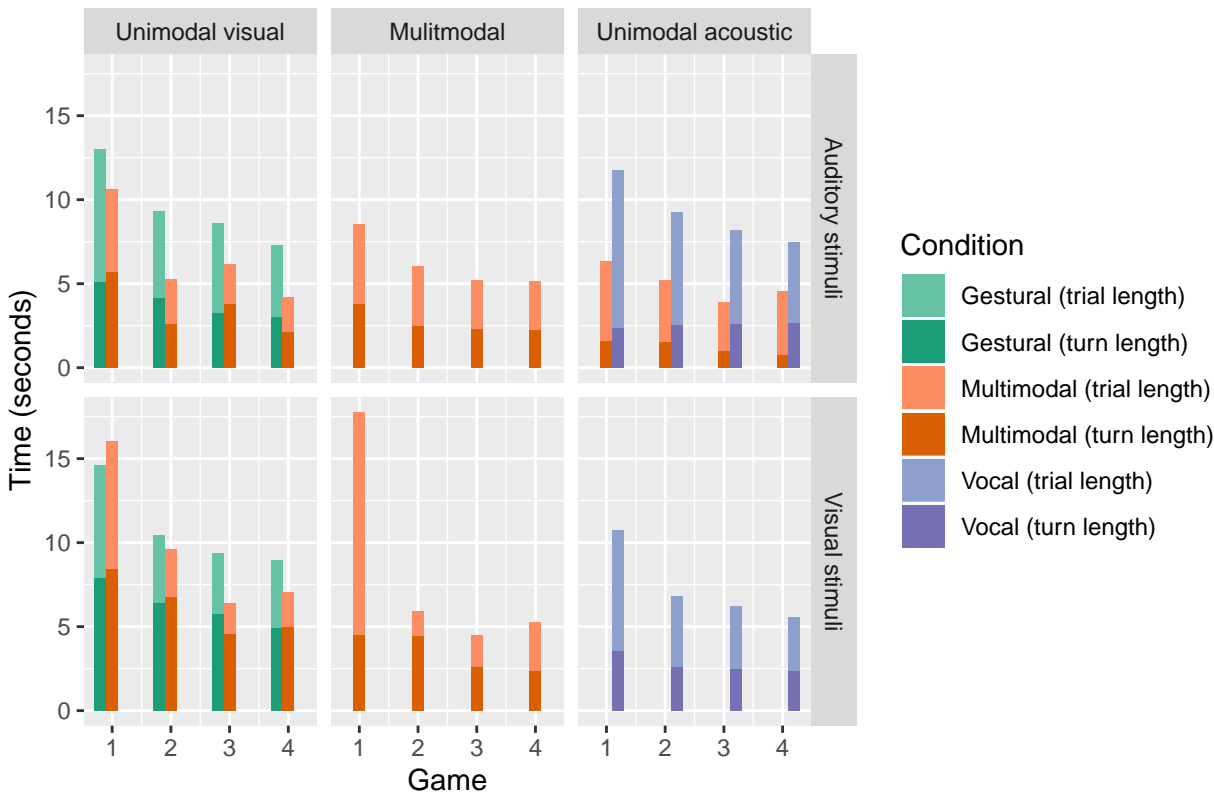 Unimodal visual
Mulitmodal
Unimodal acoustic
15
10
5
0
Auditory stimuli
15
10
5
0
Visual stimuli
Time (seconds)
1 2 3 4
1 2 3 4
1 2 3 4
Game
Condition
Gestural (trial length)
Gestural (turn length)
Multimodal (trial length)
Multimodal (turn length)
Vocal (trial length)
Vocal (turn length)